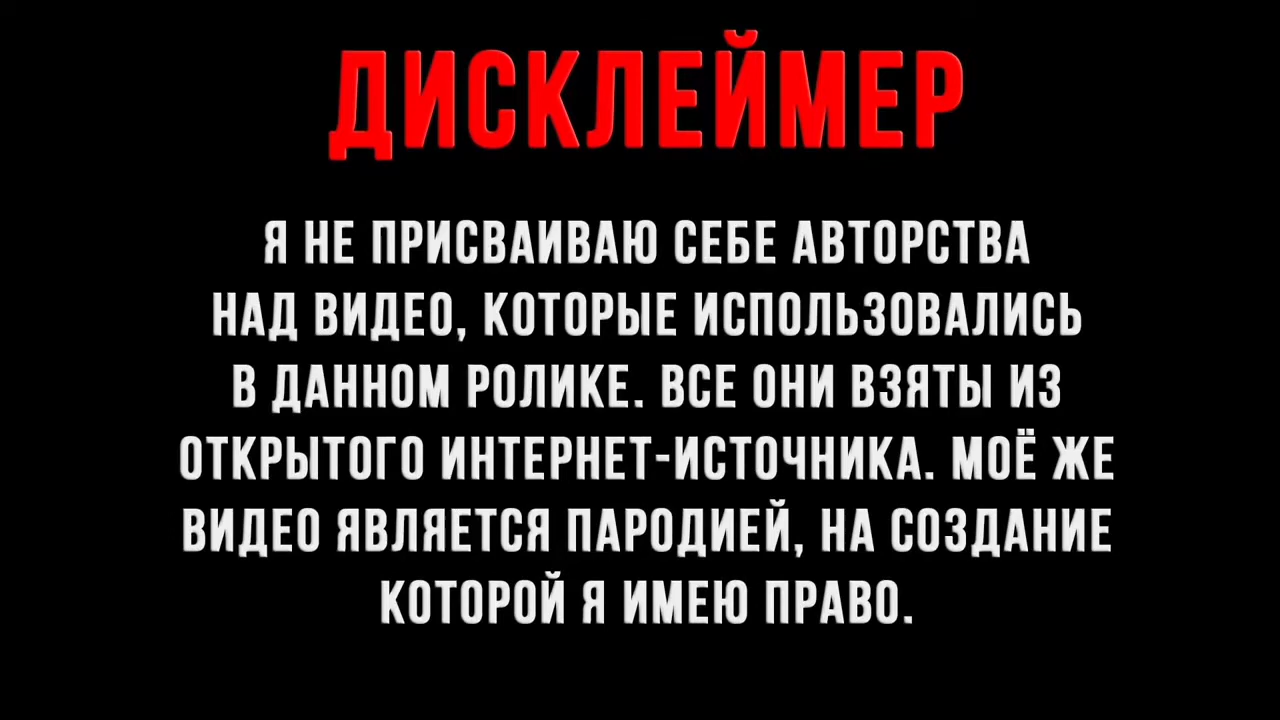 ДИСКЛЕЙМЕР
Я НЕ ПРИСВАИВАЮ СЕБЕ АВТОРСТВА
НАД ВИДЕО, КОТОРЫЕ ИСПОЛЬЗОВАЛИСЬ
В ДАННОМ РОЛИКЕ. ВСЕ ОНИ ВЗЯТЫ ИЗ
ОТКРЫТОГО ИНТЕРНЕТ-ИСТОЧНИКА. МОЁ ЖЕ
ВИДЕО ЯВЛЯЕТСЯ ПАРОДИЕЙ, НА СОЗДАНИЕ
КОТОРОЙ Я ИМЕЮ ПРАВО.